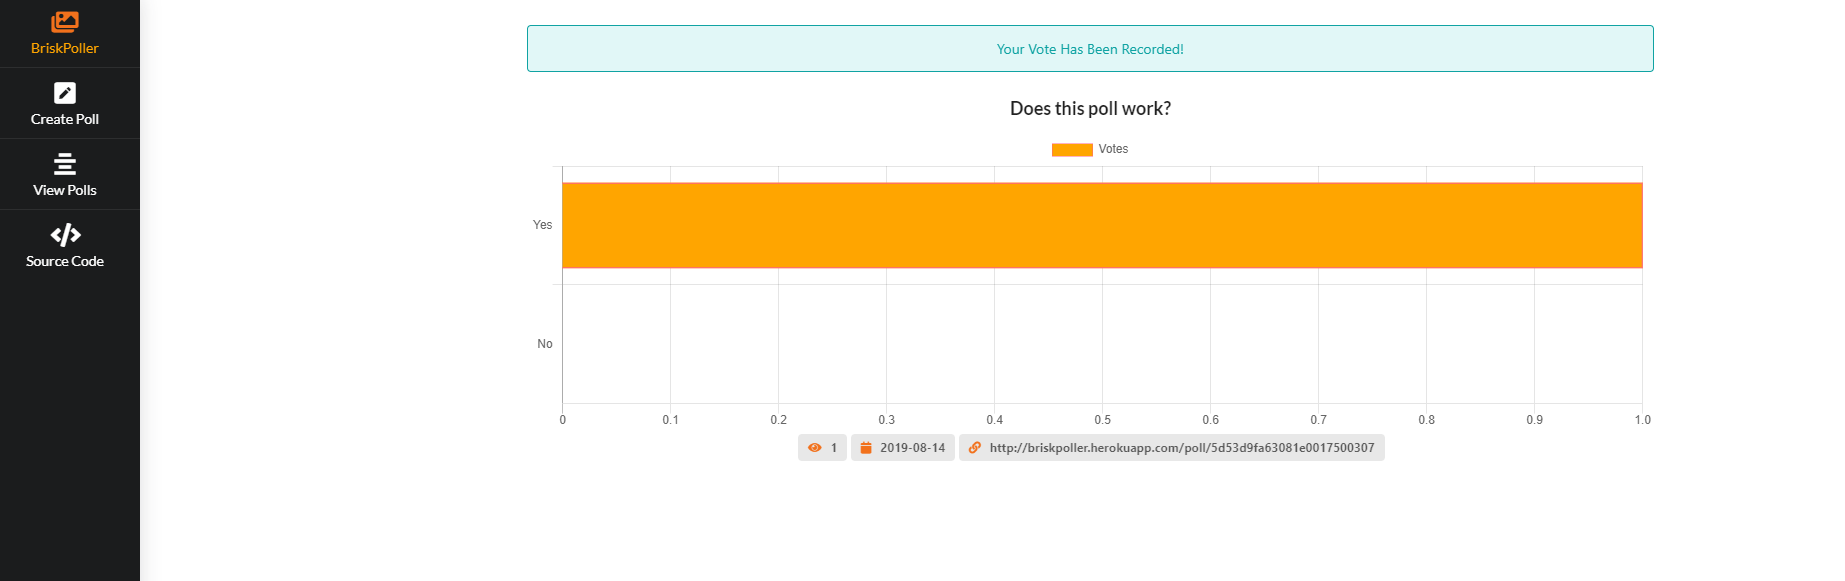 BriskPoller
Create Poll
View Polls
Source Code
Your Vote Has Been Recorded!
Does this poll work?
Votes
Yes
No
0 0.1 0.2 0.3 0.4 0.5 0.6 0.7 0.8 0.9 1.0
1 2019-08-14 http://briskpoller.herokuapp.com/poll/5d53d9fa63081e0017500307